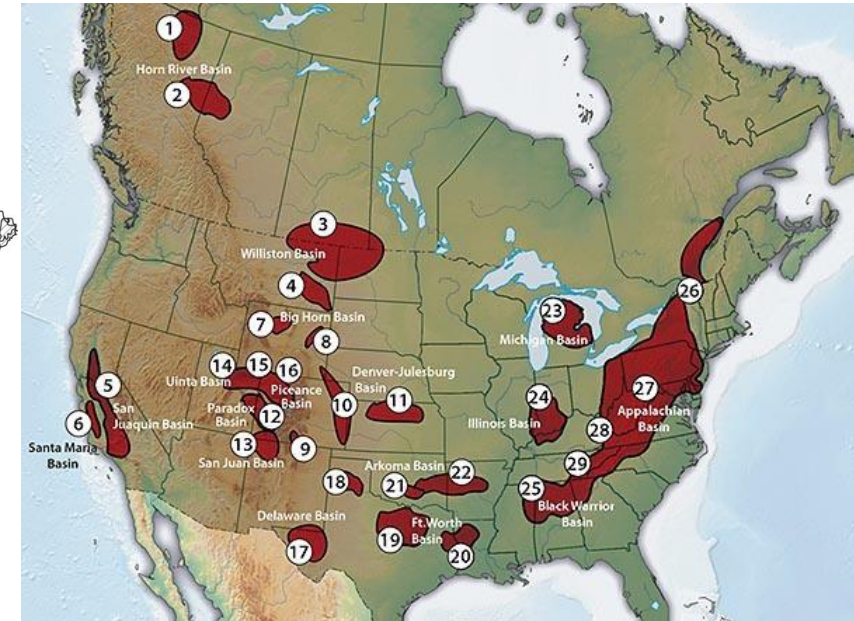 1
Horn River Basin
2
3
Williston Basin
4
Big Horn Basin
7
8
14
15
16
Uinta Basin
Piceance
Basin
Denver-Julesburg
Basin
5
San
Juaquin Basin
6
Santa Maria
Basin
Paradox
Basin
12
10
11
13
San Juan Basin
9
Arkoma Basin
18
21
22
Delaware Basin
17
19
Ft.Worth
Basin
20
23
Michigan Basin
24
Illinois Basin
26
27
Appalachian
Basin
28
29
25
Black Warrior
Basin